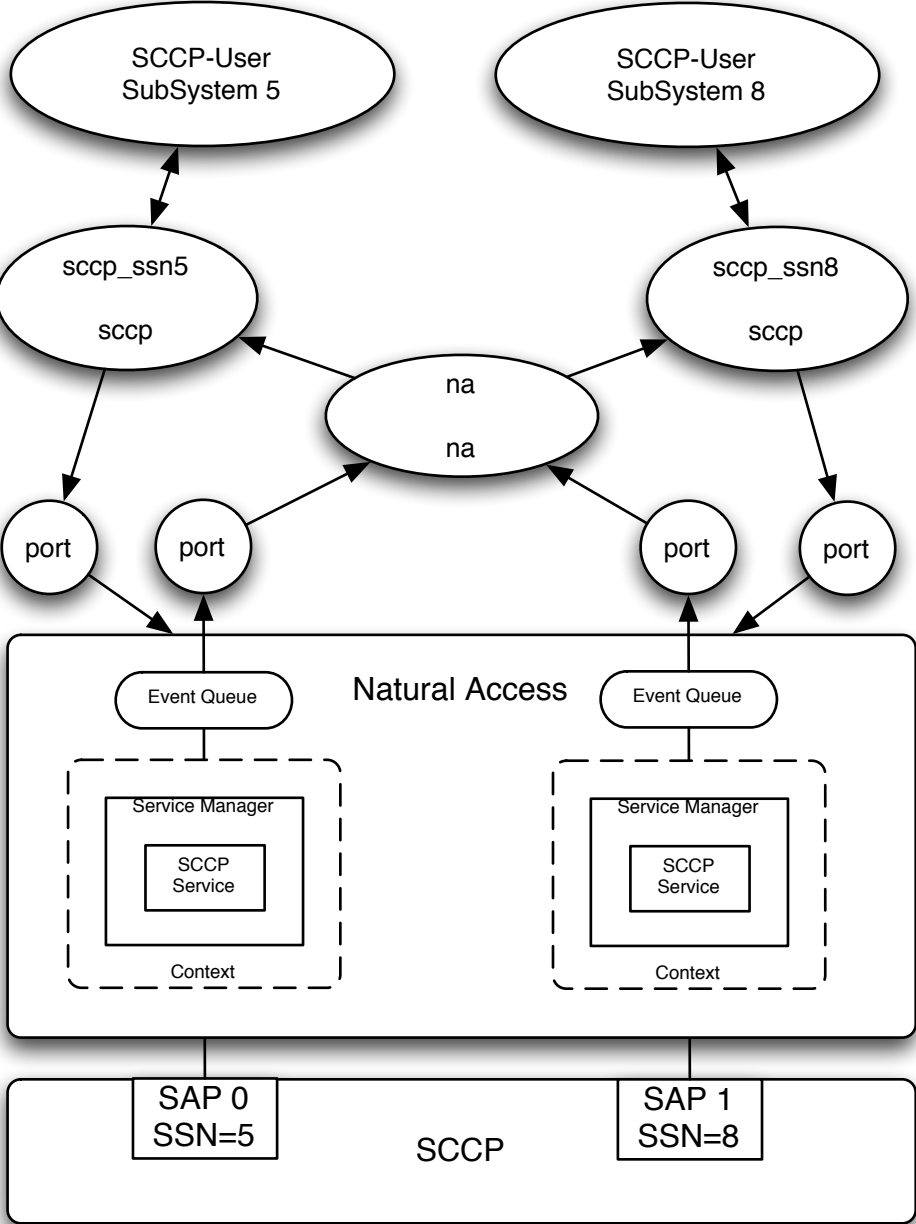 SCCP-User
SubSystem 5
SCCP-User
SubSystem 8
sccp_ssn5
sccp
sccp_ssn8
sccp
na
na
port
port
port
port
Natural Access
Event Queue
Event Queue
Service Manager
SCCP
Service
Context
Service Manager
SCCP
Service
Context
SAP 0
SSN=5
SAP 1
SSN=8
SCCP